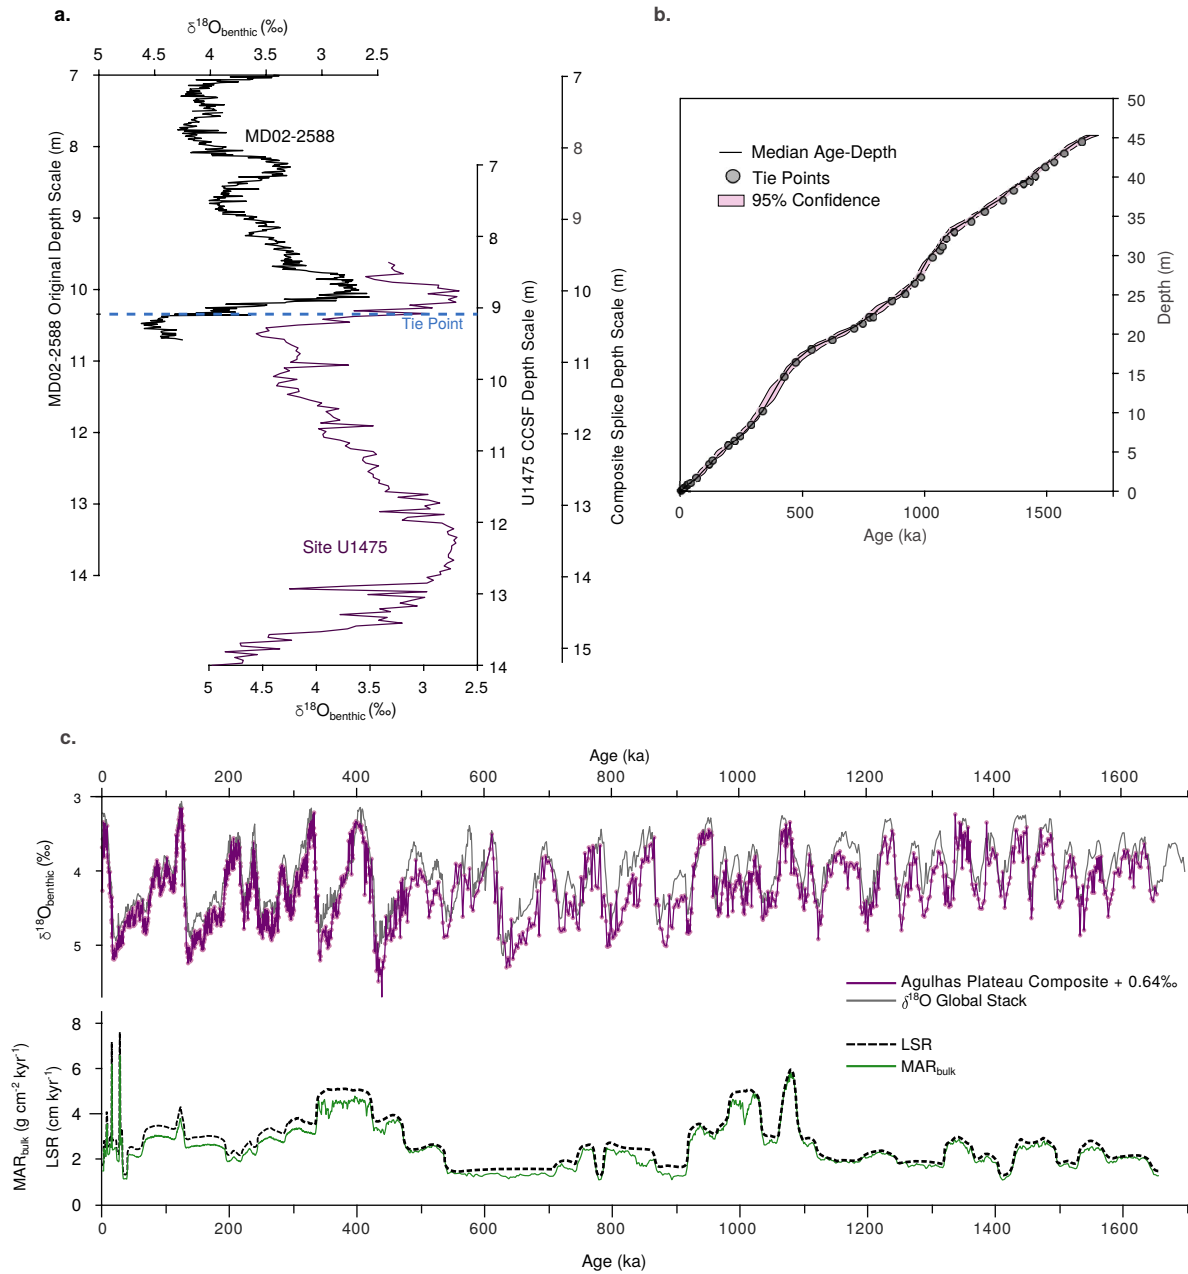 a.
δ18Obenthic (‰)
5 4.5 4 3.5 3 2.5
MD02-2588 Original Depth Scale (m)
7
8
9
10
11
12
13
14
MD02-2588
Tie Point
Site U1475
U1475 CCSF Depth Scale (m)
7
8
9
10
11
12
13
14
Composite Splice Depth Scale (m)
7
8
9
10
11
12
13
14
15
5 4.5 4 3.5 3 2.5
δ18Obenthic (‰)
b.
Median Age-Depth
Tie Points
95% Confidence
50
45
40
35
30
25
20
15
10
5
0
Depth (m)
0 500 1000 1500
Age (ka)
c.
Age (ka)
0 200 400 600 800 1000 1200 1400 1600
δ18Obenthic (‰)
3
4
5
Agulhas Plateau Composite + 0.64‰
δ18O Global Stack
MARbulk (g cm-2 kyr-1)
LSR (cm kyr-1)
8
6
4
2
0
LSR
MARbulk
0 200 400 600 800 1000 1200 1400 1600
Age (ka)